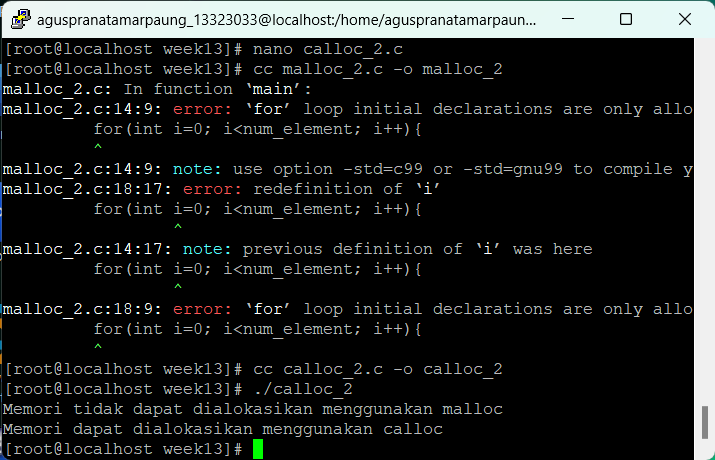 aguspranatamarpaung_13323033@localhost:/home/aguspranatamarpaun...
[root@localhost week13]# nano calloc_2.c
[root@localhost week13]# cc malloc_2.c -o malloc_2
malloc_2.c: In function ‘main’:
malloc_2.c:14:9: error: ‘for’ loop initial declarations are only allo
for(int i=0; i<num_element; i++){
^
malloc_2.c:14:9: note: use option -std=c99 or -std=gnu99 to compile y
malloc_2.c:18:17: error: redefinition of ‘i’
for(int i=0; i<num_element; i++){
^
malloc_2.c:14:17: note: previous definition of ‘i’ was here
for(int i=0; i<num_element; i++){
^
malloc_2.c:18:9: error: ‘for’ loop initial declarations are only allo
for(int i=0; i<num_element; i++){
^
[root@localhost week13]# cc calloc_2.c -o calloc_2
[root@localhost week13]# ./calloc_2
Memori tidak dapat dialokasikan menggunakan malloc
Memori dapat dialokasikan menggunakan calloc
[root@localhost week13]#